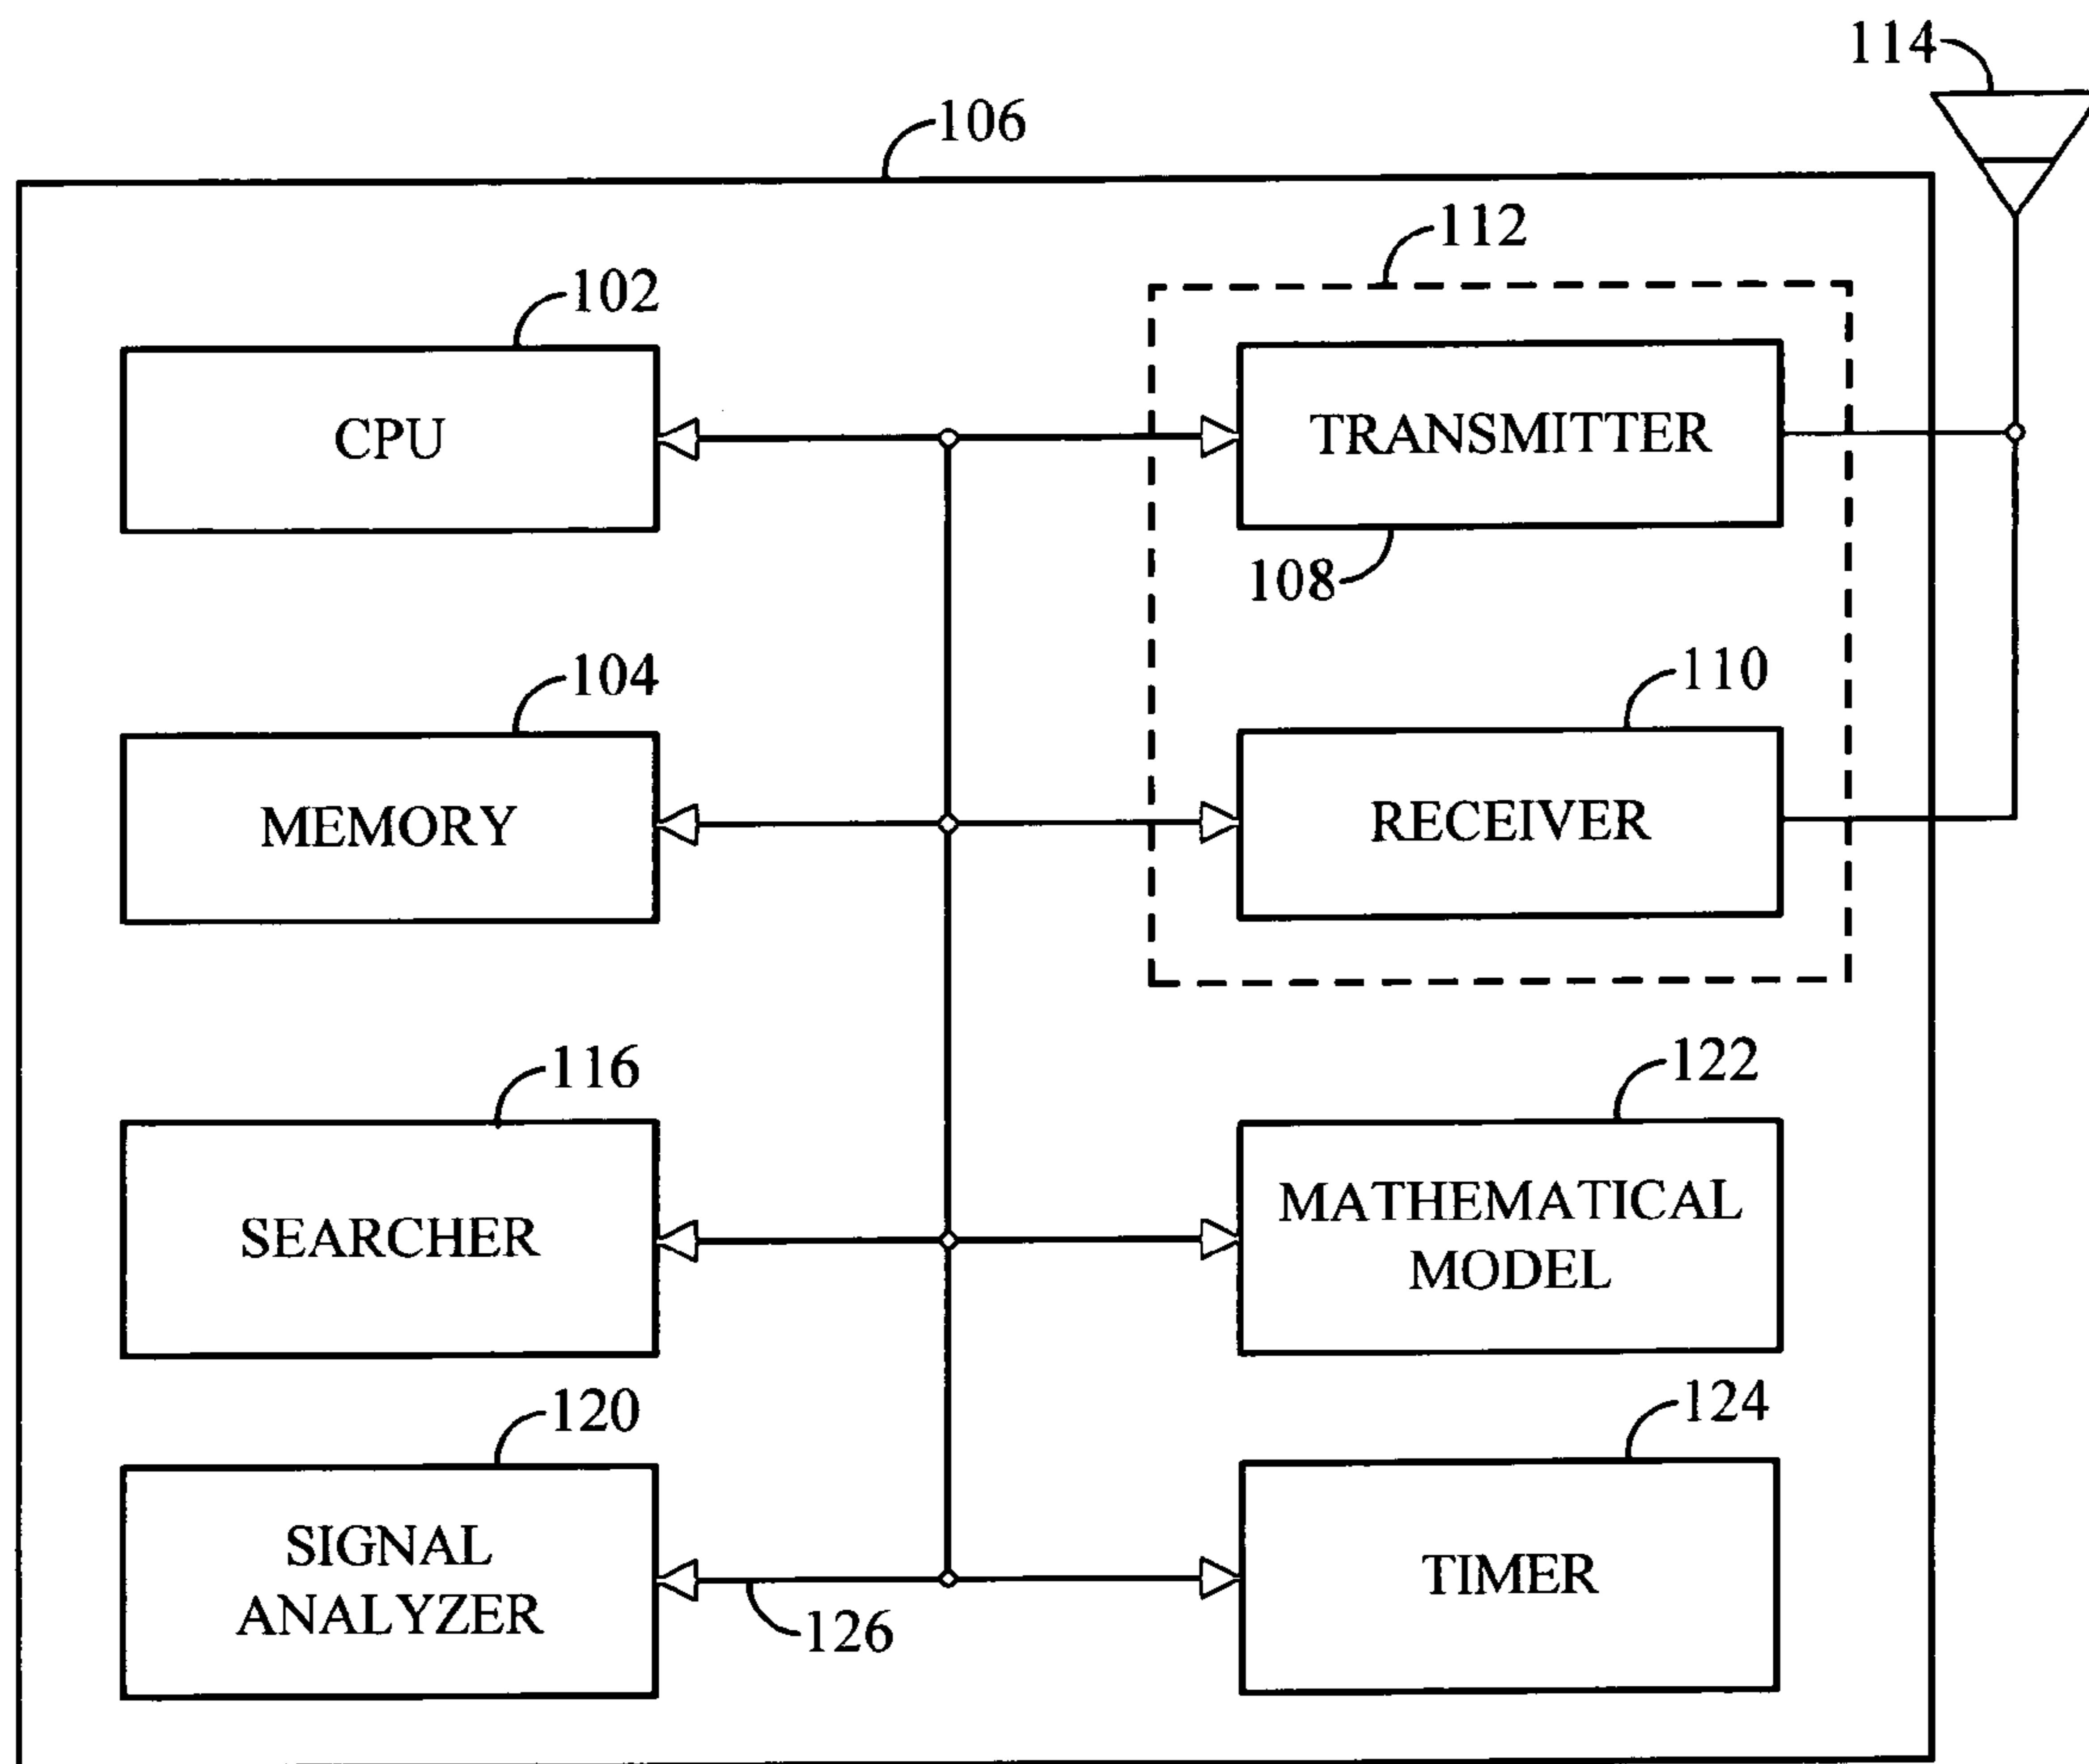 114
106
112
102
CPU
TRANSMITTER
108
104
110
MEMORY
RECEIVER
116
122
SEARCHER
MATHEMATICAL
MODEL
120
124
SIGNAL
ANALYZER
TIMER
126